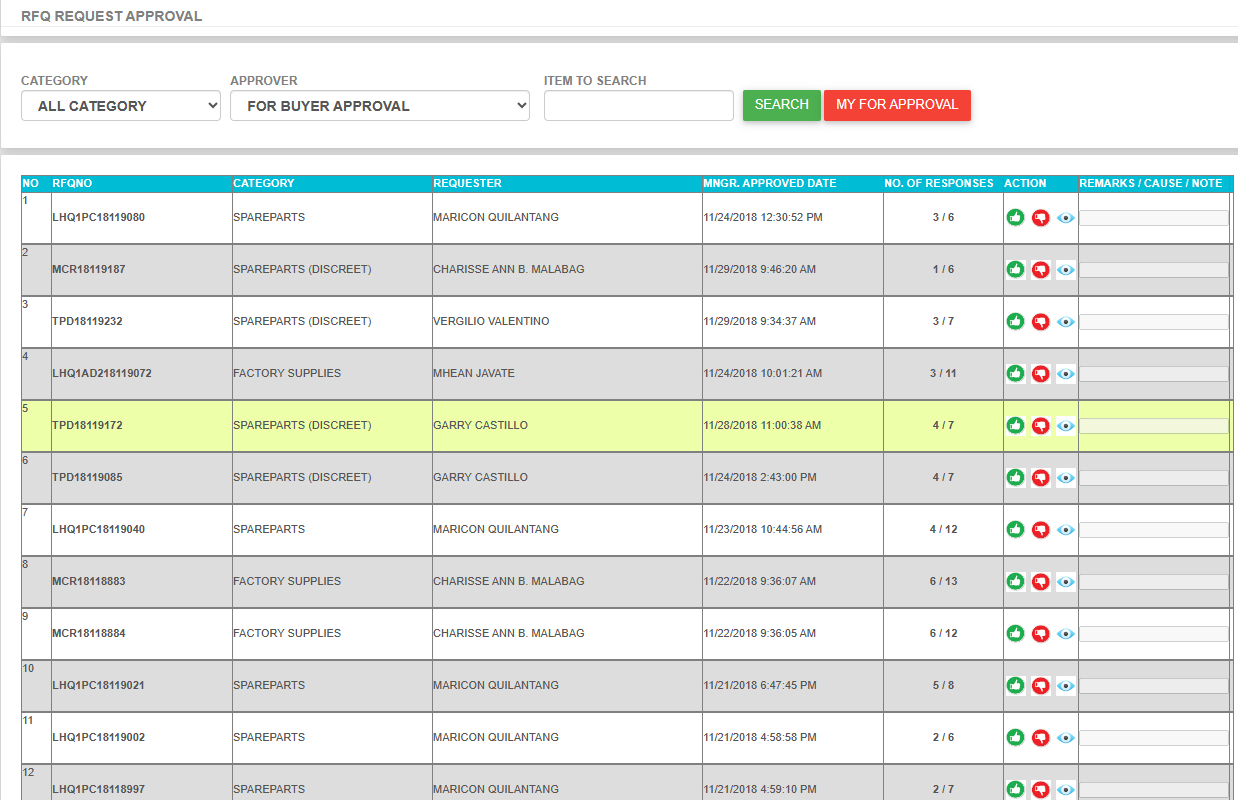 RFQ REQUEST APPROVAL
CATEGORY APPROVER ITEM TO SEARCH
ALL CATEGORY FOR BUYER APPROVAL SEARCH MY FOR APPROVAL
NO RFQNO CATEGORY REQUESTER MNGR. APPROVED DATE NO. OF RESPONSES ACTION REMARKS / CAUSE / NOTE
1 LHQ1PC18119080 SPAREPARTS MARICON QUILANTANG 11/24/2018 12:30:52 PM 3 / 6
2 MCR18119187 SPAREPARTS (DISCREET) CHARISSE ANN B. MALABAG 11/29/2018 9:46:20 AM 1 / 6
3 TPD18119232 SPAREPARTS (DISCREET) VERGILIO VALENTINO 11/29/2018 9:34:37 AM 3 / 7
4 LHQ1AD218119072 FACTORY SUPPLIES MHEAN JAVATE 11/24/2018 10:01:21 AM 3 / 11
5 TPD18119172 SPAREPARTS (DISCREET) GARRY CASTILLO 11/28/2018 11:00:38 AM 4 / 7
6 TPD18119085 SPAREPARTS (DISCREET) GARRY CASTILLO 11/24/2018 2:43:00 PM 4 / 7
7 LHQ1PC18119040 SPAREPARTS MARICON QUILANTANG 11/23/2018 10:44:56 AM 4 / 12
8 MCR18118883 FACTORY SUPPLIES CHARISSE ANN B. MALABAG 11/22/2018 9:36:07 AM 6 / 13
9 MCR18118884 FACTORY SUPPLIES CHARISSE ANN B. MALABAG 11/22/2018 9:36:05 AM 6 / 12
10 LHQ1PC18119021 SPAREPARTS MARICON QUILANTANG 11/21/2018 6:47:45 PM 5 / 8
11 LHQ1PC18119002 SPAREPARTS MARICON QUILANTANG 11/21/2018 4:58:58 PM 2 / 6
12 LHQ1PC18118997 SPAREPARTS MARICON QUILANTANG 11/21/2018 4:59:10 PM 2 / 7